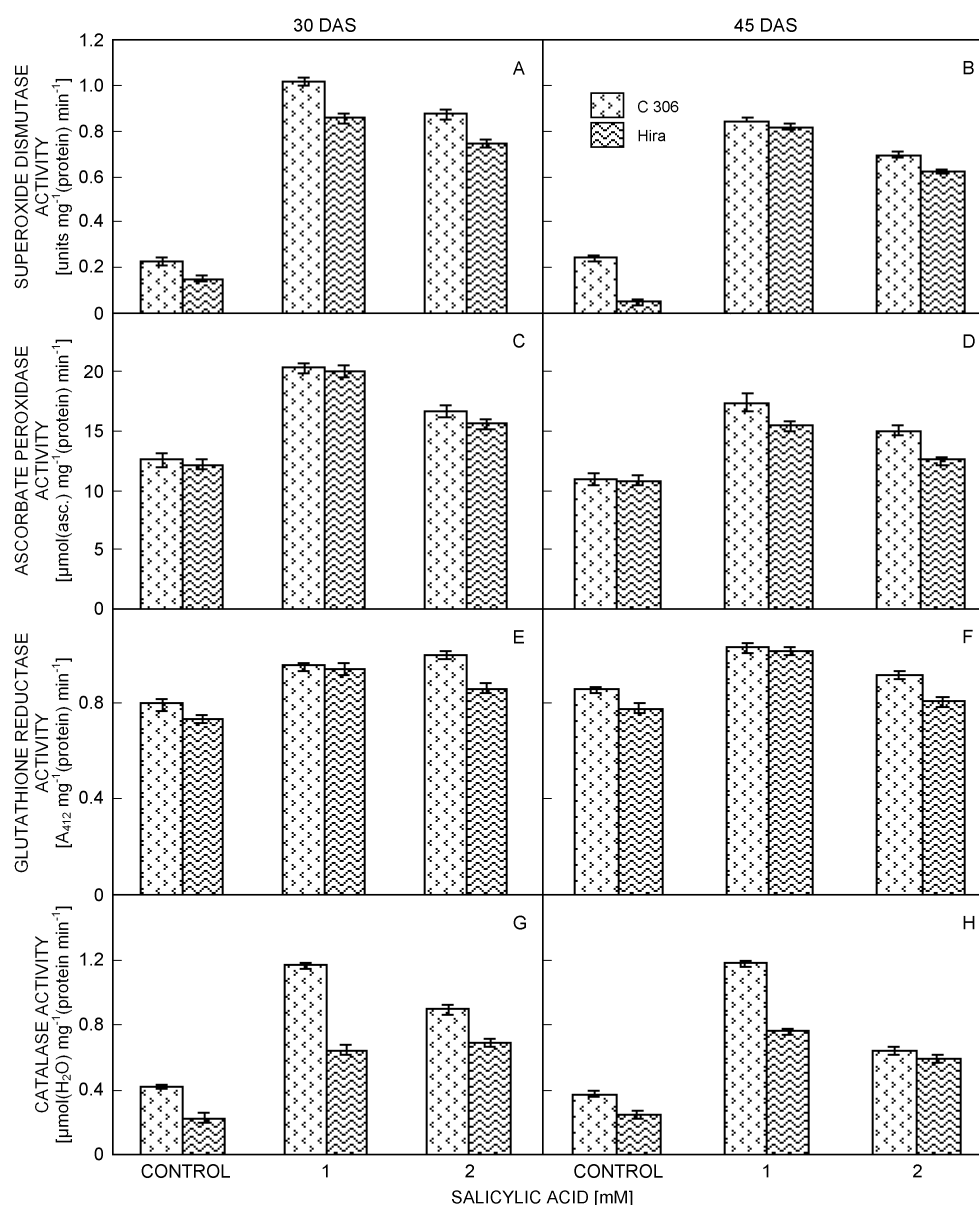 30 DAS
45 DAS
SUPEROXIDE DISMUTASE
ACTIVITY
[units mg⁻¹(protein) min⁻¹]
1.2
1.0
0.8
0.6
0.4
0.2
0
A
B
C 306
Hira
ASCORBATE PEROXIDASE
ACTIVITY
[µmol(asc.) mg⁻¹(protein) min⁻¹]
20
15
10
5
0
C
D
GLUTATHIONE REDUCTASE
ACTIVITY
[A₄₁₂ mg⁻¹(protein) min⁻¹]
0.8
0.4
0
E
F
CATALASE ACTIVITY
[µmol(H₂O) mg⁻¹(protein min⁻¹]
1.2
0.8
0.4
0
G
H
CONTROL 1 2 CONTROL 1 2
SALICYLIC ACID [mM]